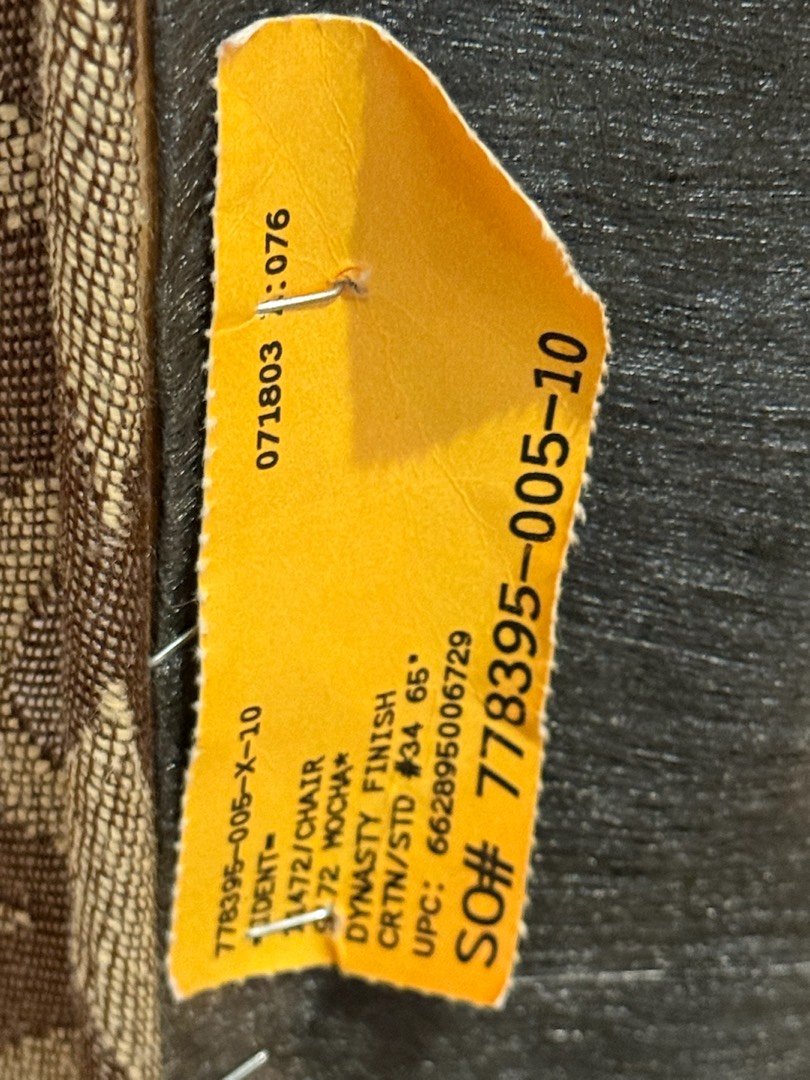 071803 :076
778395-005-X-10
IDENT=
1472/CHAIR
72 MOCHA*
DYNASTY FINISH
CRTN/STD #34 65"
UPC: 662895006729
SO# 778395-005-10